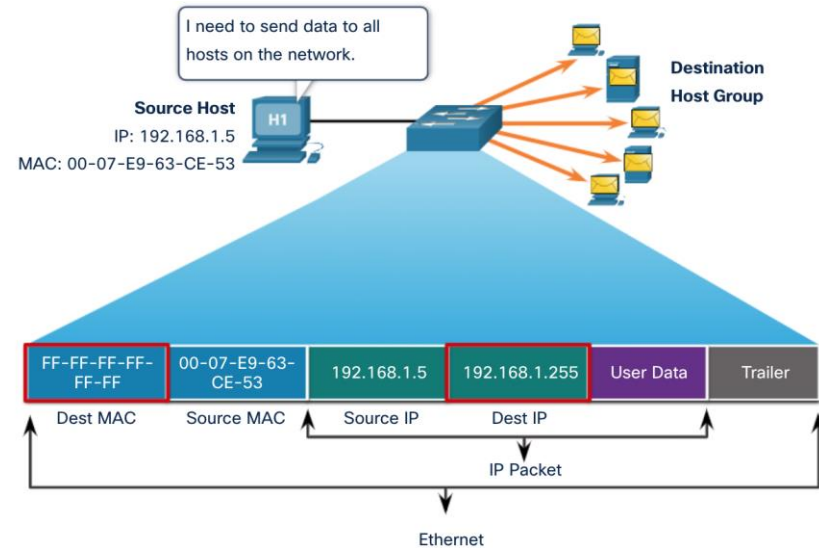 I need to send data to all
hosts on the network.
Source Host
IP: 192.168.1.5
MAC: 00-07-E9-63-CE-53
H1
Destination
Host Group
FF-FF-FF-FF-
FF-FF
00-07-E9-63-
CE-53
192.168.1.5
192.168.1.255
User Data
Trailer
Dest MAC
Source MAC
Source IP
Dest IP
IP Packet
Ethernet